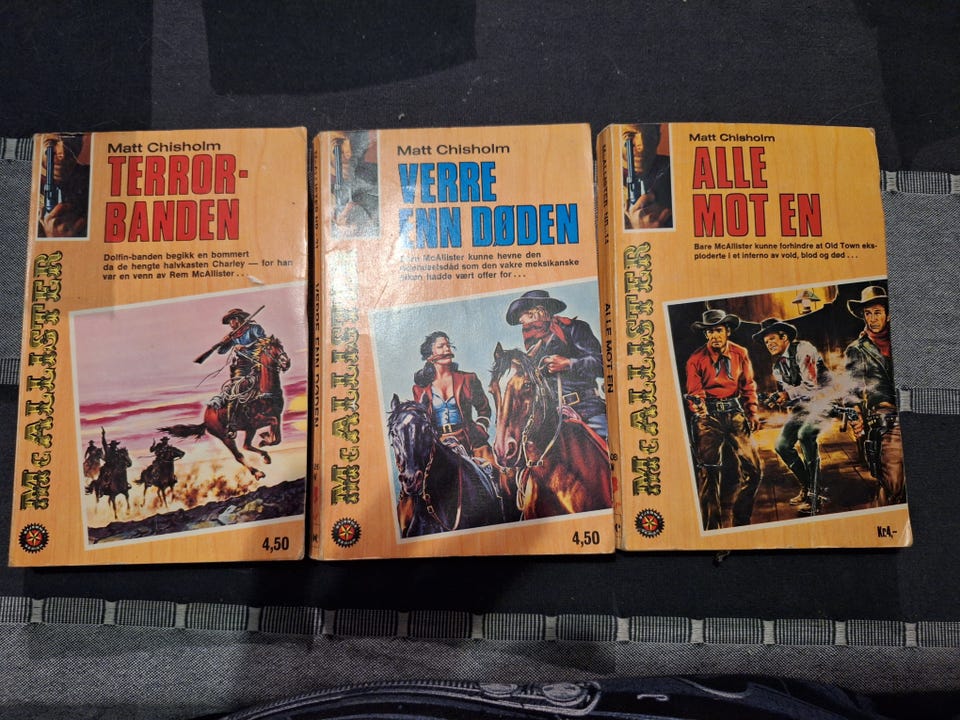 Matt Chisholm
TERROR-
BANDEN
Dolfin-banden begikk en bommert
da de hengte halvkasten Charley — for han
var en venn av Rem McAllister...
McALLISTER
4,50
Matt Chisholm
VERRE
ENN DØDEN
McAllister kunne hevne den
som den vakre meksikanske
hadde vært offer for...
McALLISTER
VERRE ENN DØDEN
4,50
Matt Chisholm
ALLE
MOT EN
Bare McAllister kunne forhindre at Old Town eks-
ploderte i et inferno av vold, blod og død...
McALLISTER
ALLE MOT EN
Kr.4,-